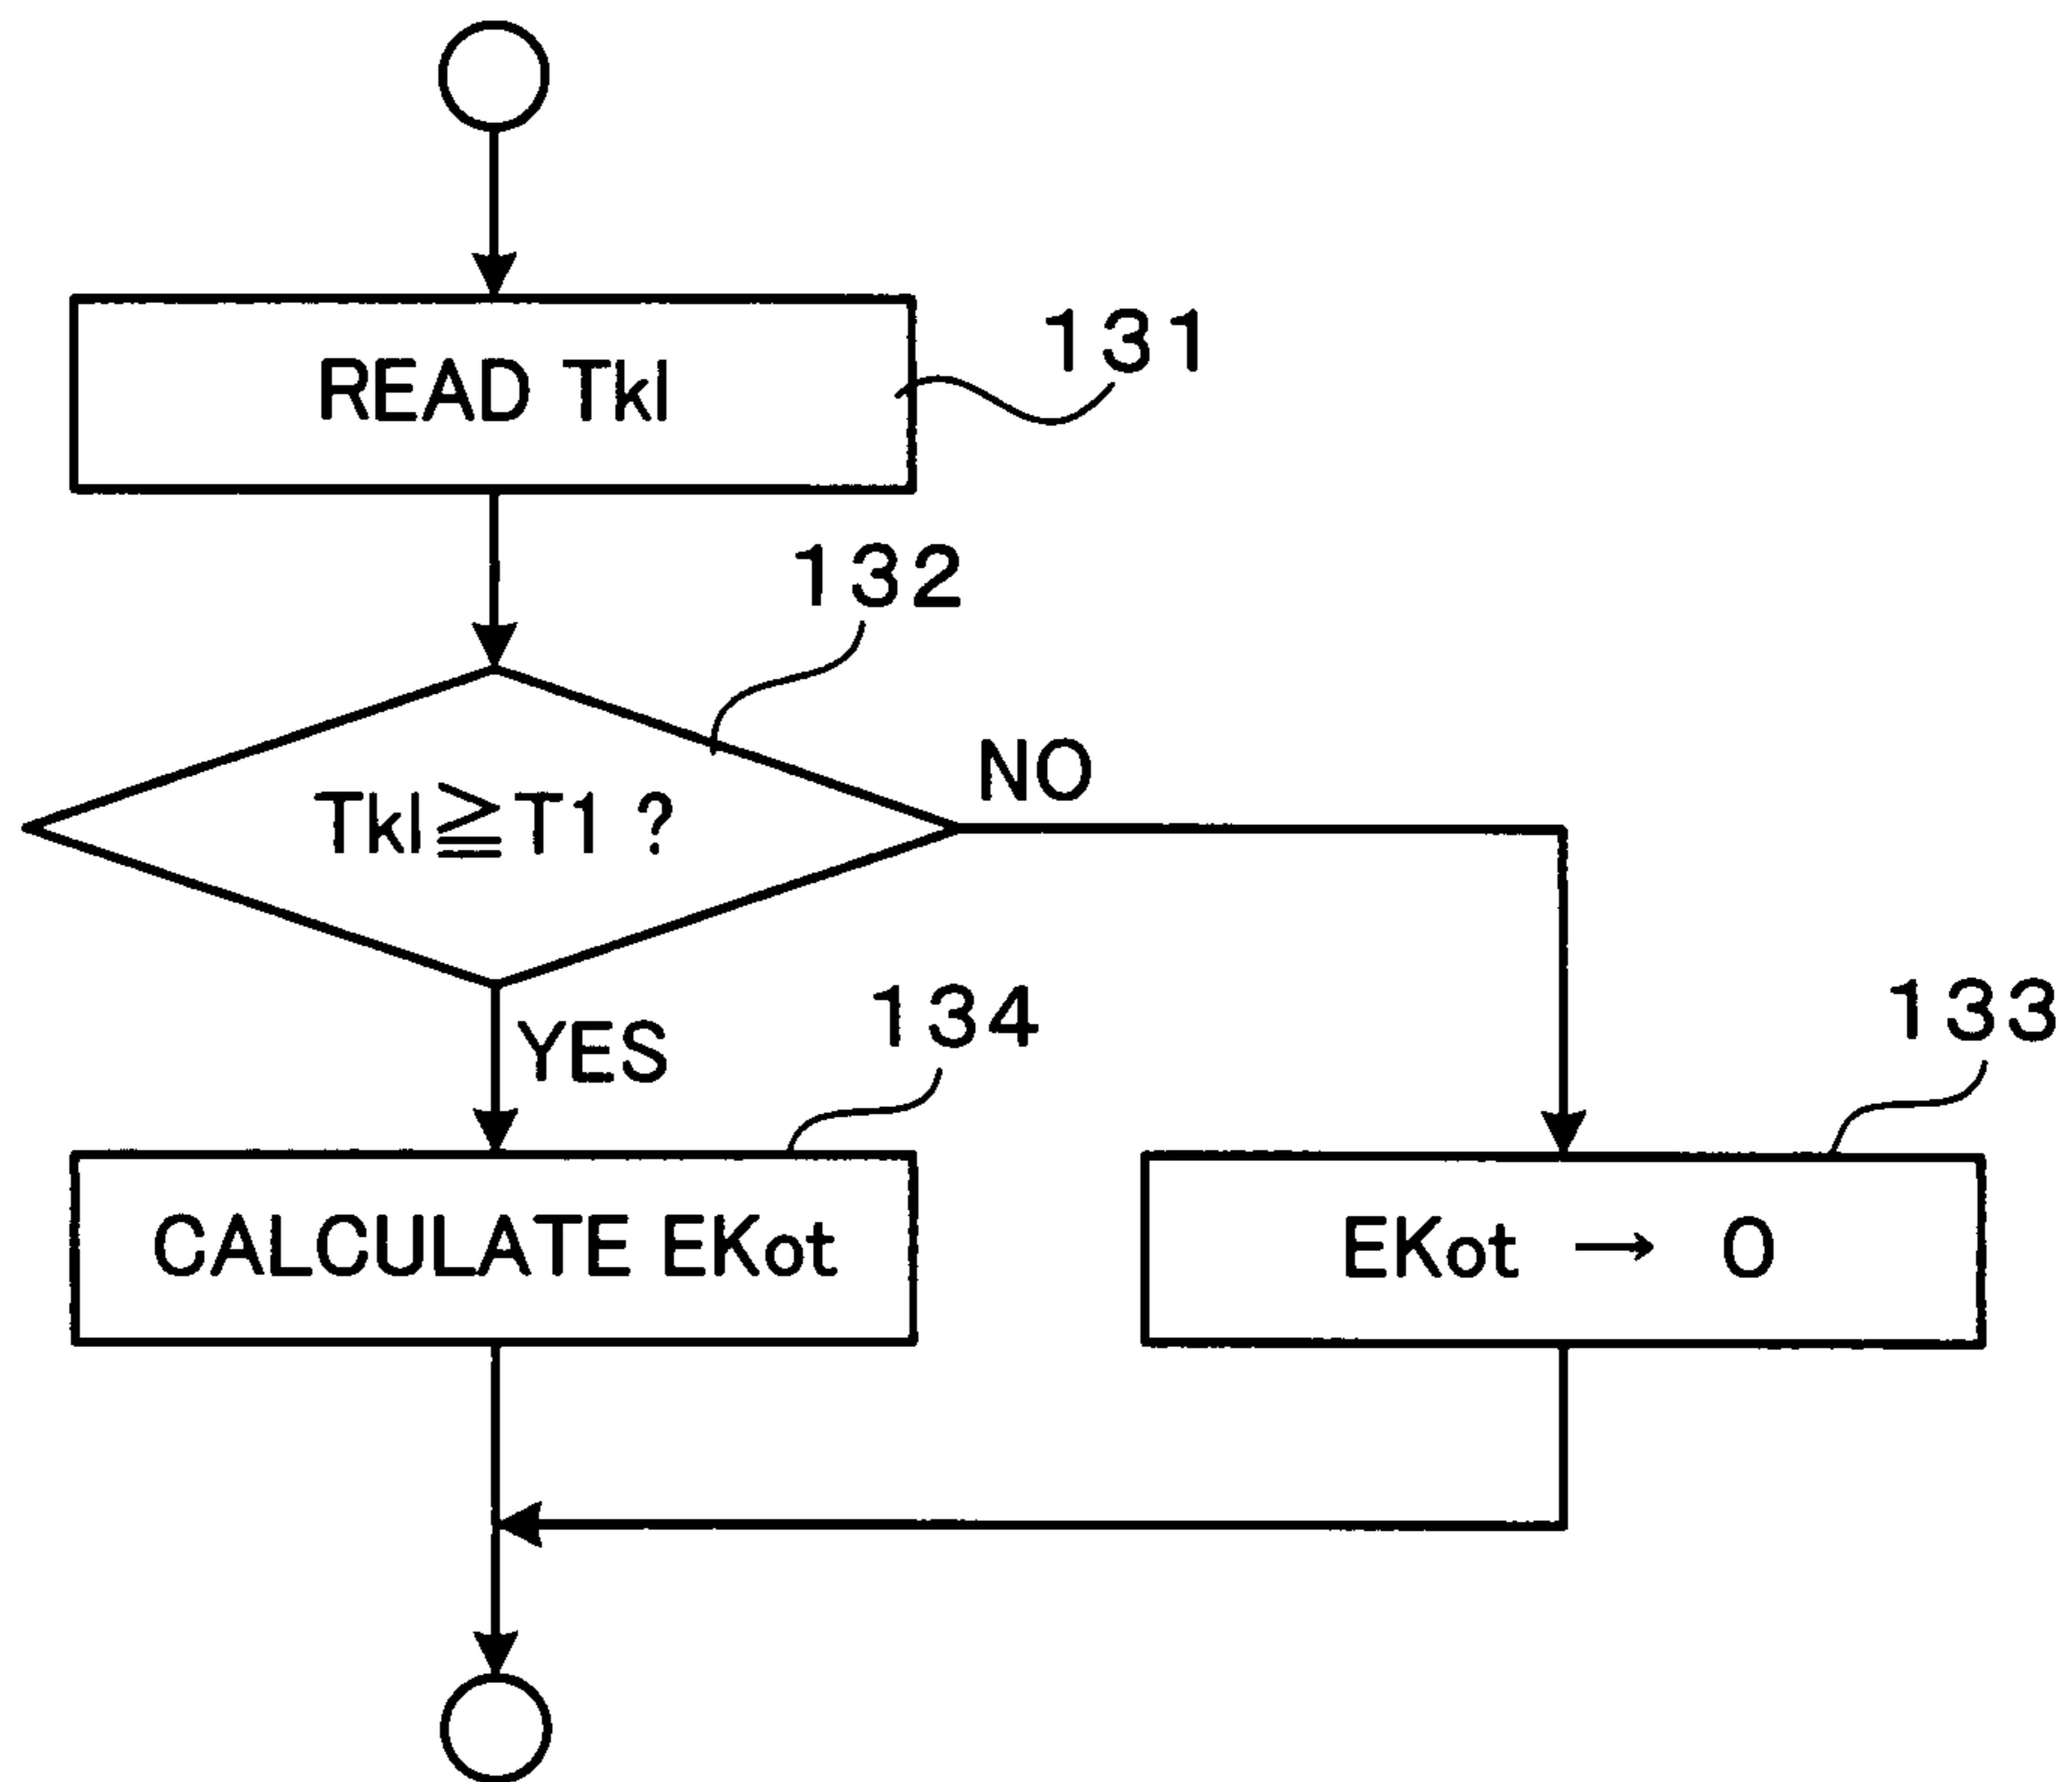 READ Tkl
131
132
Tkl≧T1 ?
NO
YES
134
133
CALCULATE EKot
EKot → 0